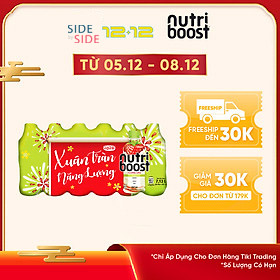 SIDE by SIDE 12.12
nutri boost
TỪ 05.12 - 08.12
FREESHIP
FREESHIP
ĐẾN 30K
GIẢM GIÁ 30K
CHO ĐƠN TỪ 179K
Xuân tràn
Năng Lượng
nutri
boost
*Chỉ Áp Dụng Cho Đơn Hàng Tiki Trading
*Số Lượng Có Hạn